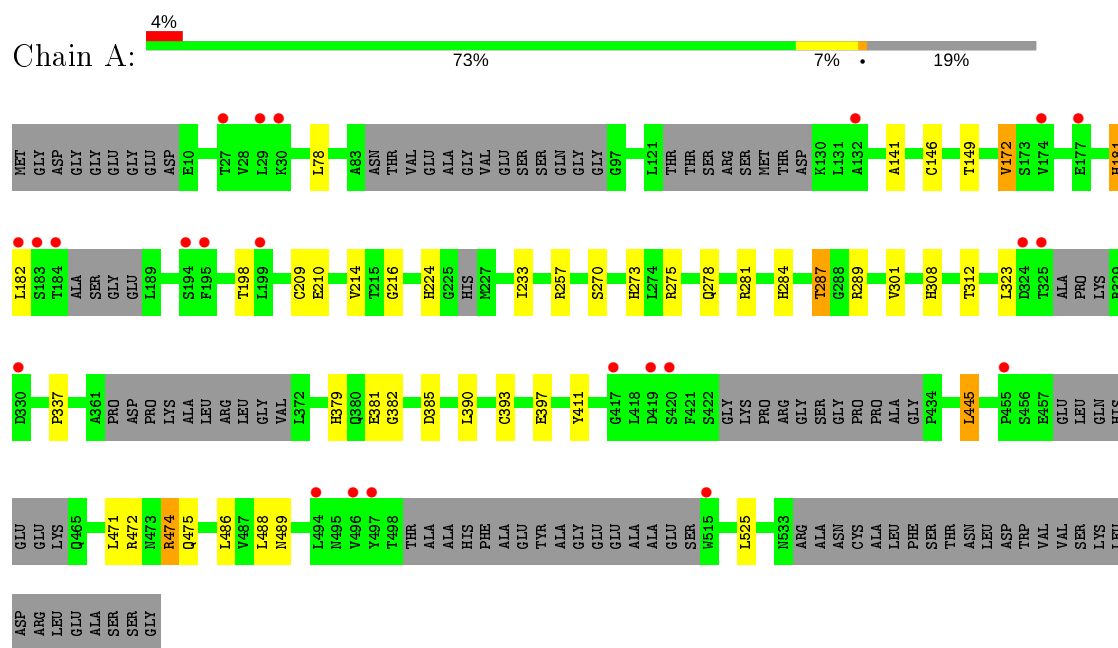 4%
Chain A:
73% 7% • 19%
MET GLY ASP GLY GLY GLU GLY GLU ASP E10 T27 V28 L29 K30 L78 A83 ASN THR VAL GLU ALA GLY VAL GLU SER SER GLN GLY GLY G97 L121 THR THR SER ARG SER MET THR ASP K130 L131 A132 A141 C146 T149 V172 S173 V174 E177 H181
L182 S183 T184 ALA SER GLY GLU L189 S194 F195 T198 L199 C209 E210 V214 T215 G216 H224 G225 HIS M227 I233 R257 S270 H273 L274 R275 Q278 R281 H284 T287 G288 R289 V301 H308 T312 L323 D324 T325 ALA PRO LYS
D330 P337 A361 PRO ASP PRO LYS ALA LEU ARG LEU GLY VAL L372 H379 Q380 E381 G382 D385 L390 C393 E397 Y411 G417 L418 D419 S420 F421 S422 GLY LYS PRO ARG GLY SER GLY PRO PRO ALA GLY P434 L445 P455 S456 E457 GLU LEU GLN HIS
GLU GLU LYS Q465 L471 R472 N473 R474 Q475 L486 V487 L488 N489 L494 N495 V496 Y497 T498 THR ALA ALA HIS PHE ALA GLU TYR ALA GLY GLU GLU ALA ALA GLU SER W515 L525 N533 ARG ALA ASN CYS ALA LEU PHE SER THR ASN LEU ASP TRP VAL VAL SER LYS LEU
ASP ARG LEU GLU ALA SER SER GLY